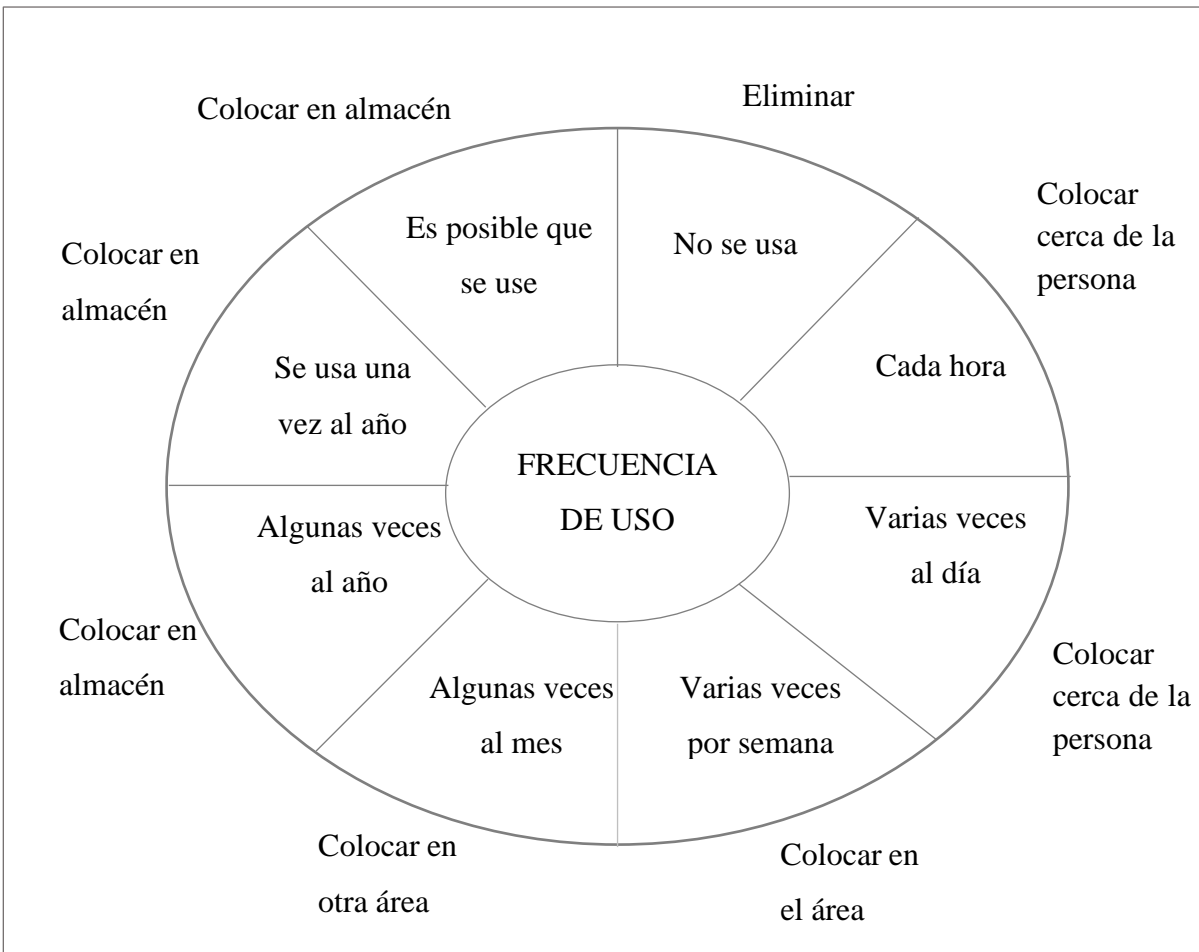 Colocar en almacén
Eliminar
Colocar
cerca de la
persona
Colocar en
almacén
Es posible que
se use
No se usa
Se usa una
vez al año
Cada hora
FRECUENCIA
DE USO
Algunas veces
al año
Varias veces
al día
Colocar en
almacén
Algunas veces
al mes
Varias veces
por semana
Colocar
cerca de la
persona
Colocar en
otra área
Colocar en
el área